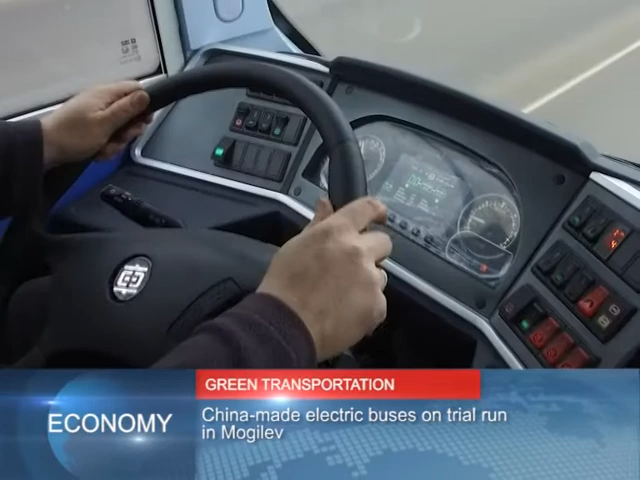 GREEN TRANSPORTATION
China-made electric buses on trial run
in Mogilev
ECONOMY